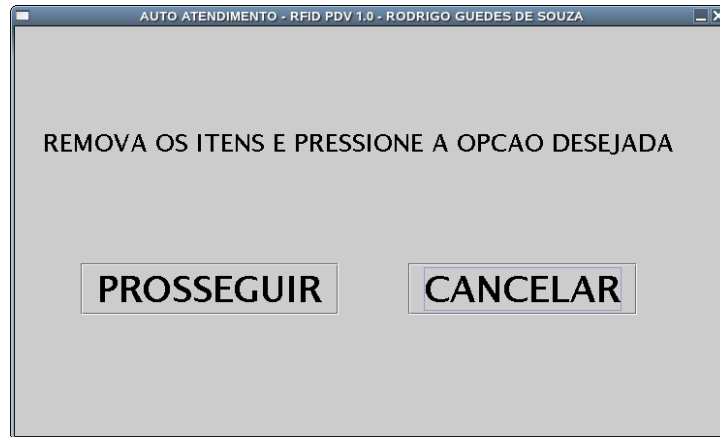 AUTO ATENDIMENTO - RFID PDV 1.0 - RODRIGO GUEDES DE SOUZA
REMOVA OS ITENS E PRESSIONE A OPCAO DESEJADA
PROSSEGUIR
CANCELAR